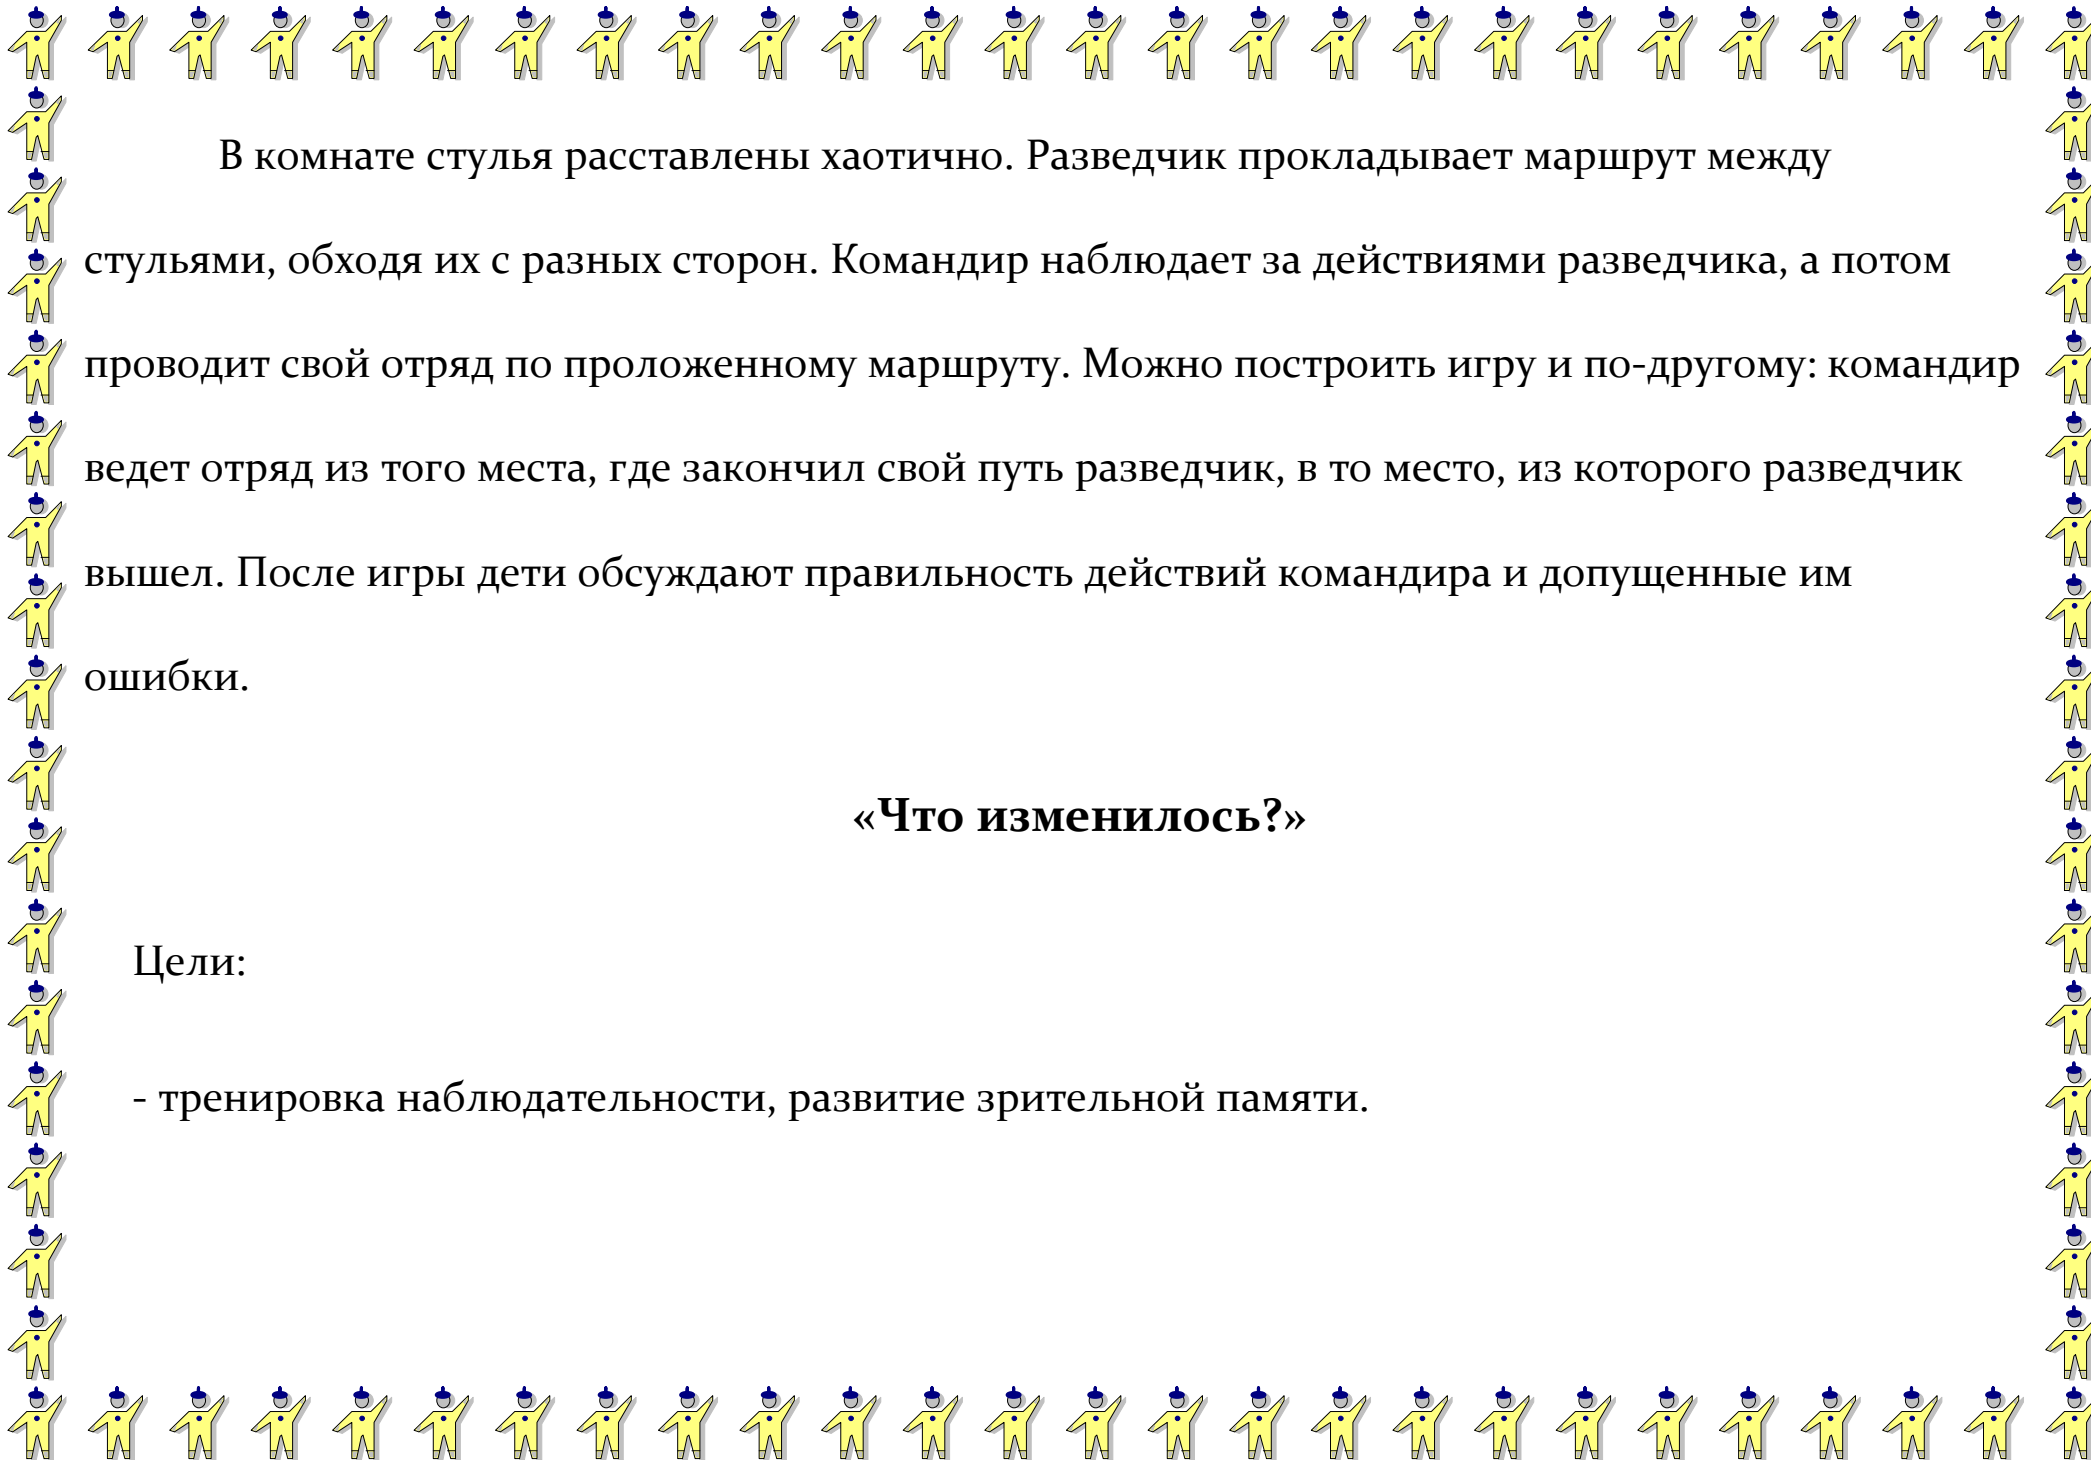 В комнате стулья расставлены хаотично. Разведчик прокладывает маршрут между
стульями, обходя их с разных сторон. Командир наблюдает за действиями разведчика, а потом
проводит свой отряд по проложенному маршруту. Можно построить игру и по-другому: командир
ведет отряд из того места, где закончил свой путь разведчик, в то место, из которого разведчик
вышел. После игры дети обсуждают правильность действий командира и допущенные им
ошибки.
«Что изменилось?»
Цели:
- тренировка наблюдательности, развитие зрительной памяти.